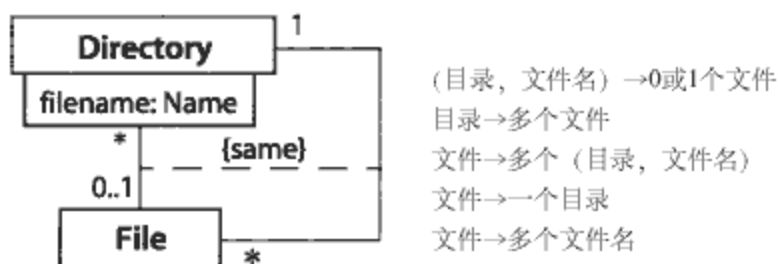 Directory
1
filename: Name
*
{same}
0..1
File
*
(目录，文件名) →0或1个文件
目录→多个文件
文件→多个 (目录，文件名)
文件→一个目录
文件→多个文件名